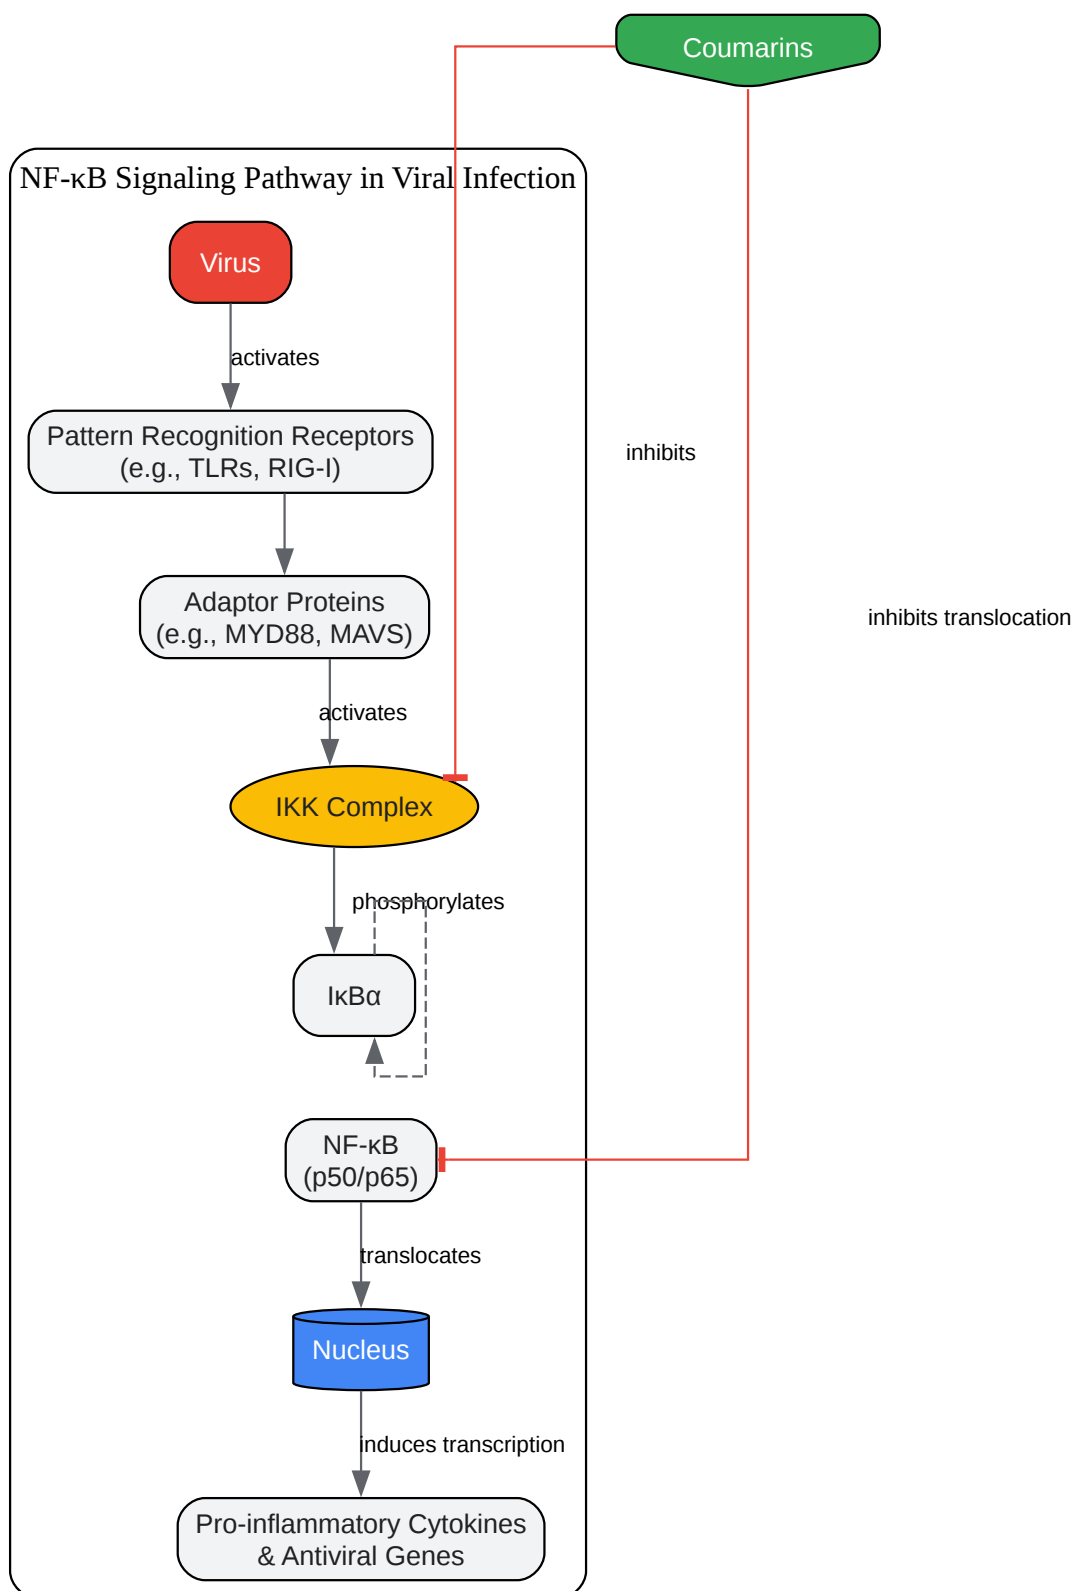 Coumarins
NF-κB Signaling Pathway in Viral Infection
Virus
activates
Pattern Recognition Receptors
(e.g., TLRs, RIG-I)
inhibits
Adaptor Proteins
(e.g., MYD88, MAVS)
inhibits translocation
activates
IKK Complex
phosphorylates
IκBα
NF-κB
(p50/p65)
translocates
Nucleus
induces transcription
Pro-inflammatory Cytokines
& Antiviral Genes